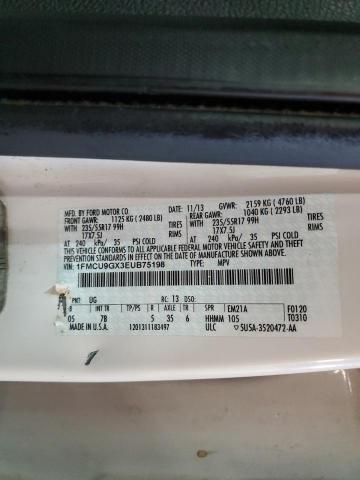 MFD. BY FORD MOTOR CO. 11/13 GVWR: 2159 KG ( 4760 LB)
FRONT GAWR: 1125 KG ( 2480 LB) REAR GAWR: 1040 KG ( 2293 LB)
WITH 235/55R17 99H TIRES WITH 235/55R17 99H TIRES
17X7.5J RIMS 17X7.5J RIMS
AT 240 kPa/ 35 PSI COLD AT 240 kPa/ 35 PSI COLD
THIS VEHICLE CONFORMS TO ALL APPLICABLE FEDERAL MOTOR VEHICLE SAFETY AND THEFT
PREVENTION STANDARDS IN EFFECT ON THE DATE OF MANUFACTURE SHOWN ABOVE.
VIN: 1FMCU9GX3EUB75198 TYPE: MPV
UG RC: 13 DSO:
B INT TR TP/PS R AXLE TR SPR EM21A F0120
05 7B 5 35 6 HHMM 105 T0310
MADE IN U.S.A. 1201311183497 ULC 5U5A-3520472-AA